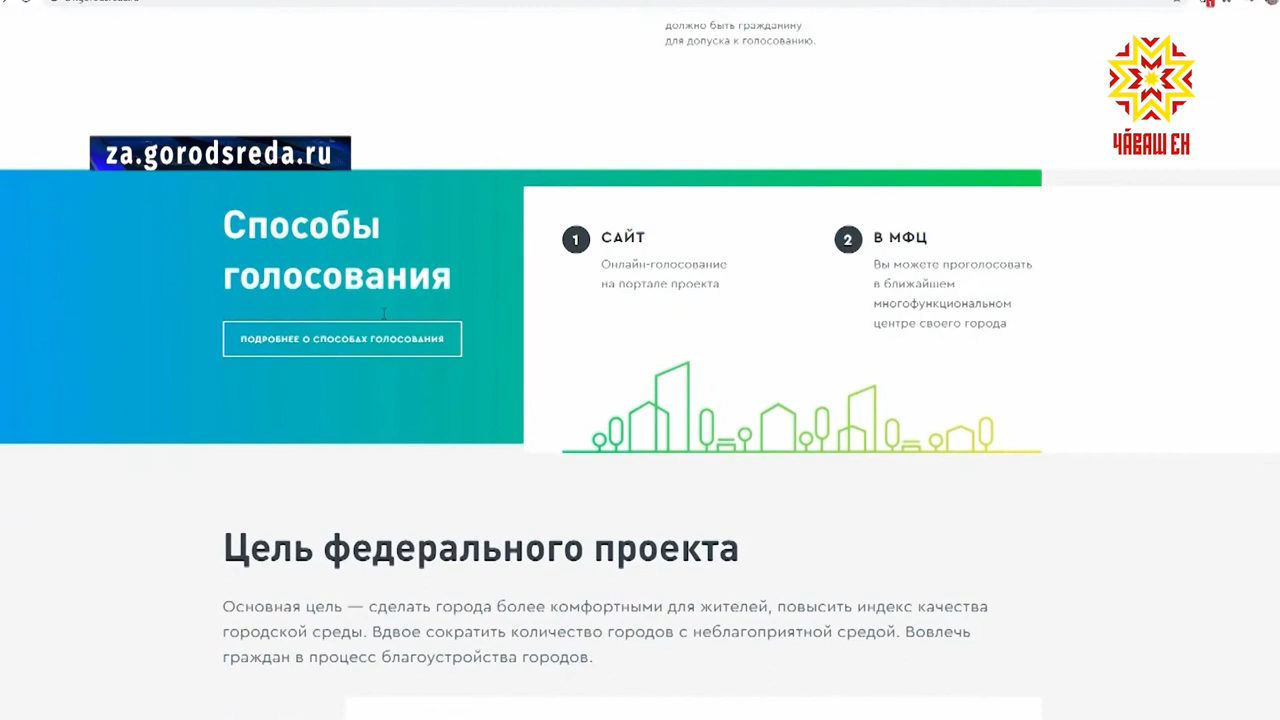 должно быть гражданину
для допуска к голосованию.
ЧӐВАШ ЕН
za.gorodsreda.ru
Способы
голосования
ПОДРОБНЕЕ О СПОСОБАХ ГОЛОСОВАНИЯ
1 САЙТ
Онлайн-голосование
на портале проекта
2 В МФЦ
Вы можете проголосовать
в ближайшем
многофункциональном
центре своего города
Цель федерального проекта
Основная цель — сделать города более комфортными для жителей, повысить индекс качества
городской среды. Вдвое сократить количество городов с неблагоприятной средой. Вовлечь
граждан в процесс благоустройства городов.